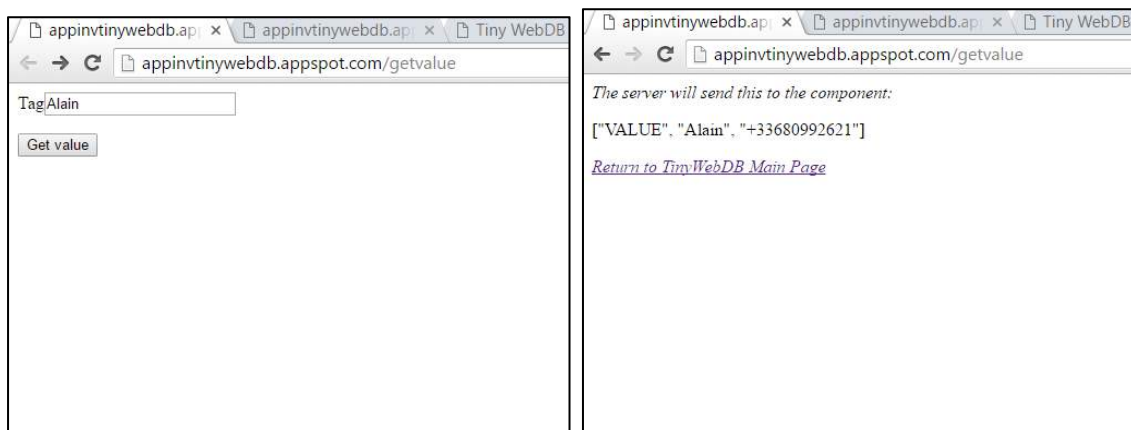 appinvtinywebdb.ap
appinvtinywebdb.ap
Tiny WebDB
appinvtinywebdb.appspot.com/getvalue
Tag Alain
Get value
appinvtinywebdb.ap
appinvtinywebdb.ap
Tiny WebDB
appinvtinywebdb.appspot.com/getvalue
The server will send this to the component:
["VALUE", "Alain", "+33680992621"]
Return to TinyWebDB Main Page